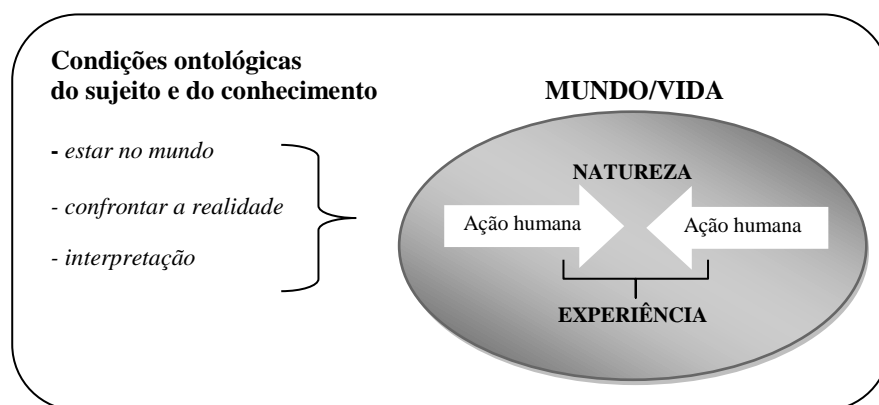 Condições ontológicas
do sujeito e do conhecimento
- estar no mundo
- confrontar a realidade
- interpretação
MUNDO/VIDA
NATUREZA
Ação humana
Ação humana
EXPERIÊNCIA